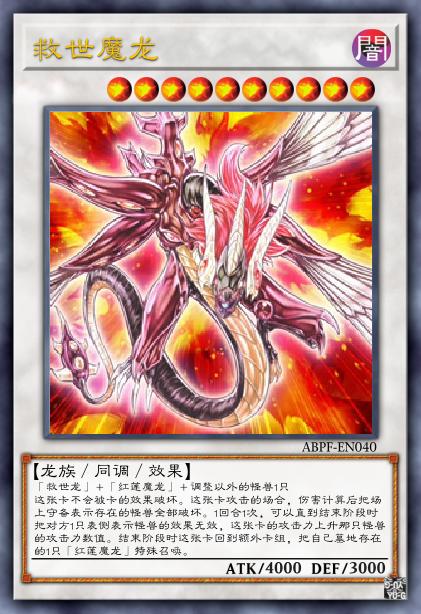 救世魔龙
闇
ABPF-EN040
【龙族／同调／效果】
「救世龙」＋「红莲魔龙」＋调整以外的怪兽1只
这张卡不会被卡的效果破坏。这张卡攻击的场合，伤害计算后把场
上守备表示存在的怪兽全部破坏。1回合1次，可以直到结束阶段时
把对方1只表侧表示怪兽的效果无效，这张卡的攻击力上升那只怪兽
的攻击力数值。结束阶段时这张卡回到额外卡组，把自己墓地存在
的1只「红莲魔龙」特殊召唤。
ATK/4000 DEF/3000